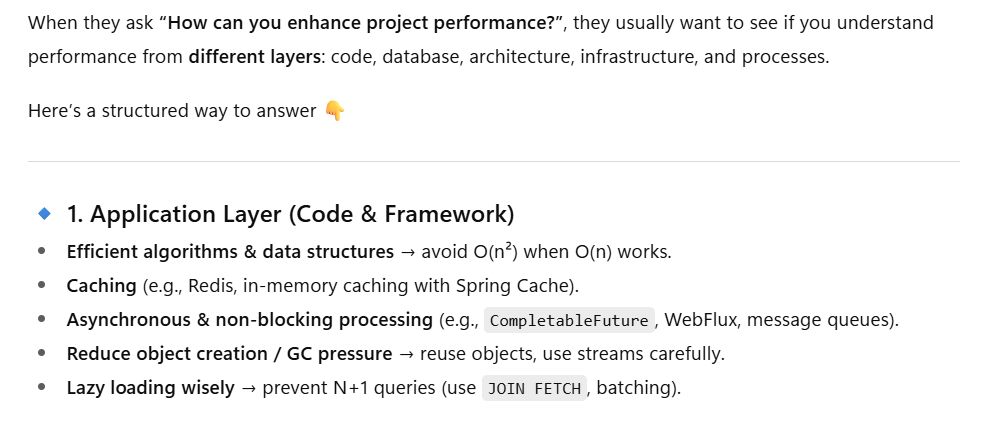 When they ask “How can you enhance project performance?”, they usually want to see if you understand
performance from different layers: code, database, architecture, infrastructure, and processes.
Here’s a structured way to answer 👇
🔹 1. Application Layer (Code & Framework)
• Efficient algorithms & data structures → avoid O(n²) when O(n) works.
• Caching (e.g., Redis, in-memory caching with Spring Cache).
• Asynchronous & non-blocking processing (e.g., CompletableFuture, WebFlux, message queues).
• Reduce object creation / GC pressure → reuse objects, use streams carefully.
• Lazy loading wisely → prevent N+1 queries (use JOIN FETCH, batching).